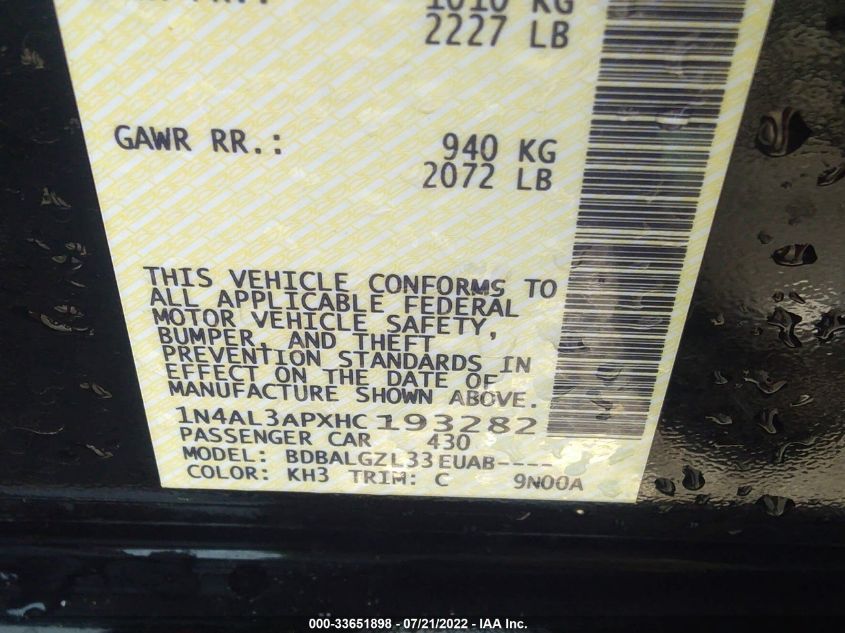 1010 KG
2227 LB
GAWR RR.: 940 KG
2072 LB
THIS VEHICLE CONFORMS TO
ALL APPLICABLE FEDERAL
MOTOR VEHICLE SAFETY,
BUMPER, AND THEFT
PREVENTION STANDARDS IN
EFFECT ON THE DATE OF
MANUFACTURE SHOWN ABOVE.
1N4AL3APXHC193282
PASSENGER CAR 430
MODEL: BDBALGZL33EUAB----
COLOR: KH3 TRIM: C 9N00A
000-33651898 - 07/21/2022 - IAA Inc.